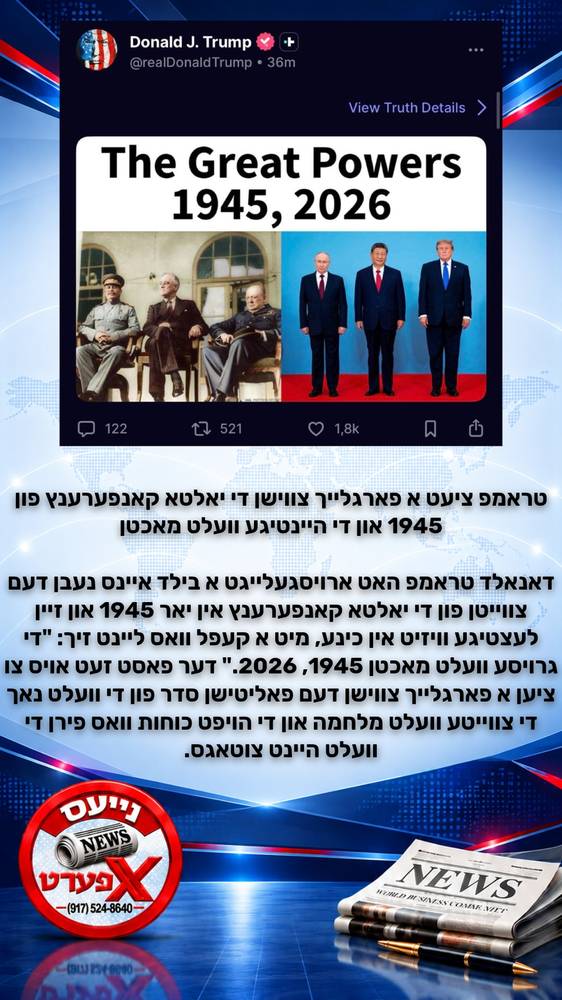 Donald J. Trump
@realDonaldTrump • 36m
View Truth Details
The Great Powers
1945, 2026
122 521 1,8k
טראמפ ציעט א פארגלייך צווישן די יאלטא קאנפערענץ פון
1945 און די היינטיגע וועלט מאכטן
דאנאלד טראמפ האט ארויסגעלייגט א בילד איינס נעבן דעם
צווייטן פון די יאלטא קאנפערענץ אין יאר 1945 און זיין
לעצטיגע וויזיט אין כינע, מיט א קעפל וואס ליינט זיך: "די
גרויסע וועלט מאכטן 1945, 2026." דער פאסט זעט אויס צו
ציען א פארגלייך צווישן דעם פאליטישן סדר פון די וועלט נאך
די צווייטע וועלט מלחמה און די הויפט כוחות וואס פירן די
וועלט היינט צוטאגס.
נייעס
NEWS
Xפערט
(917) 524-8640
NEWS